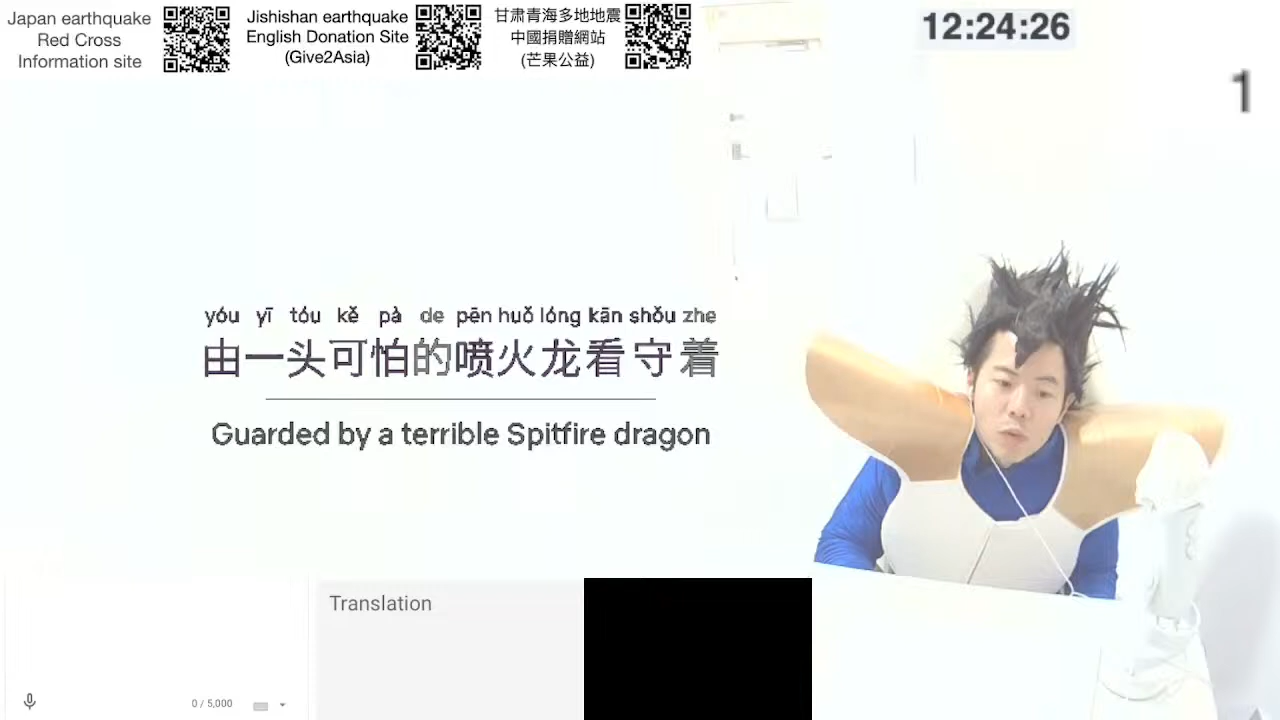 Japan earthquake
Red Cross
Information site
Jishishan earthquake
English Donation Site
(Give2Asia)
甘肃青海多地地震
中國捐贈網站
(芒果公益)
12:24:26
1
yóu yī tóu kě pà de pēn huǒ lóng kān shǒu zhe
由一头可怕的喷火龙看守着
Guarded by a terrible Spitfire dragon
Translation
0 / 5,000